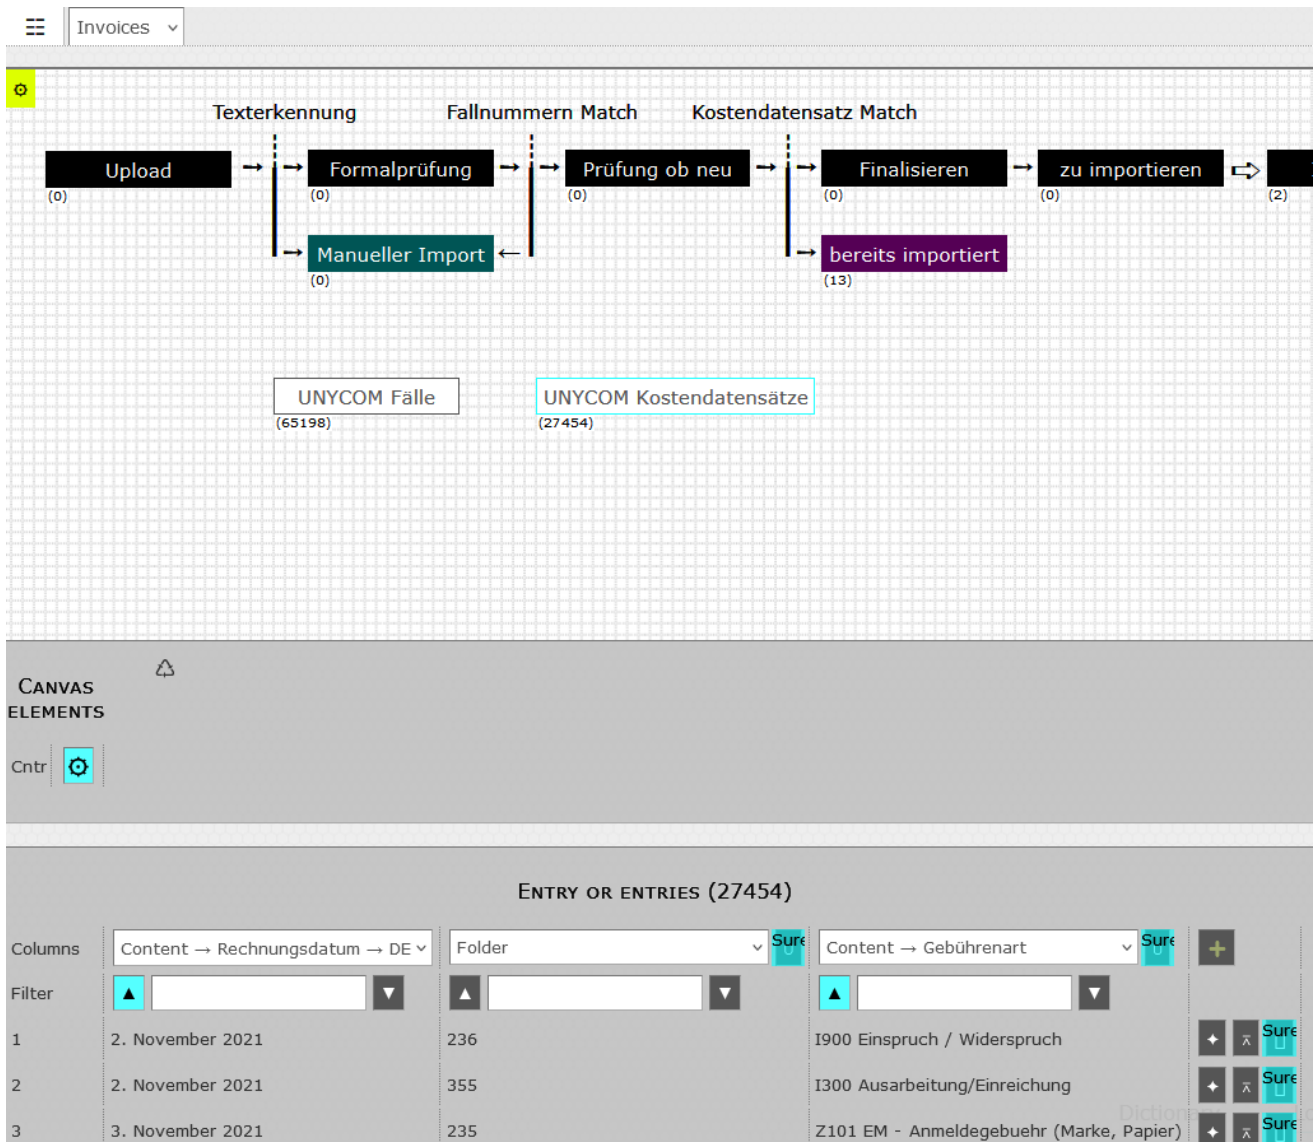 Invoices
Texterkennung Fallnummern Match Kostendatensatz Match
Upload Formalprüfung Prüfung ob neu Finalisieren zu importieren
(0) (0) (0) (0) (0) (2)
Manueller Import bereits importiert
(0) (13)
UNYCOM Fälle UNYCOM Kostendatensätze
(65198) (27454)
CANVAS
ELEMENTS
Cntr
ENTRY OR ENTRIES (27454)
Columns Content → Rechnungsdatum → DE Folder Sure Content → Gebührenart Sure +
Filter
1 2. November 2021 236 I900 Einspruch / Widerspruch Sure
2 2. November 2021 355 I300 Ausarbeitung/Einreichung Sure
3 3. November 2021 235 Z101 EM - Anmeldegebuehr (Marke, Papier) Sure